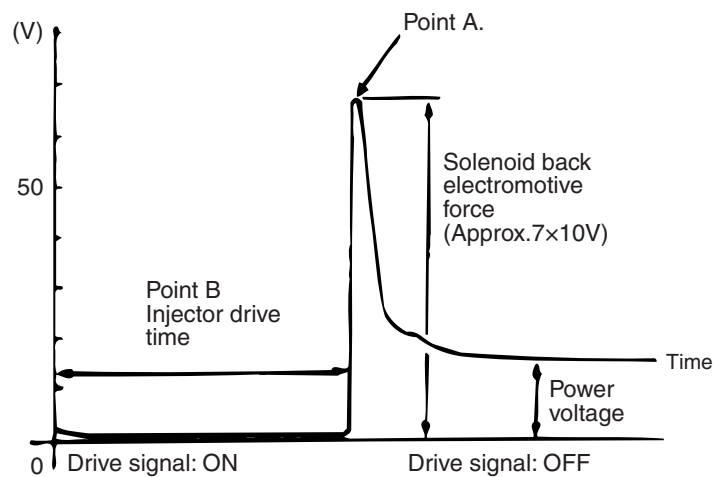 (V)
Point A.
50
Solenoid back
electromotive
force
(Approx.7×10V)
Point B
Injector drive
time
Time
Power
voltage
0
Drive signal: ON
Drive signal: OFF